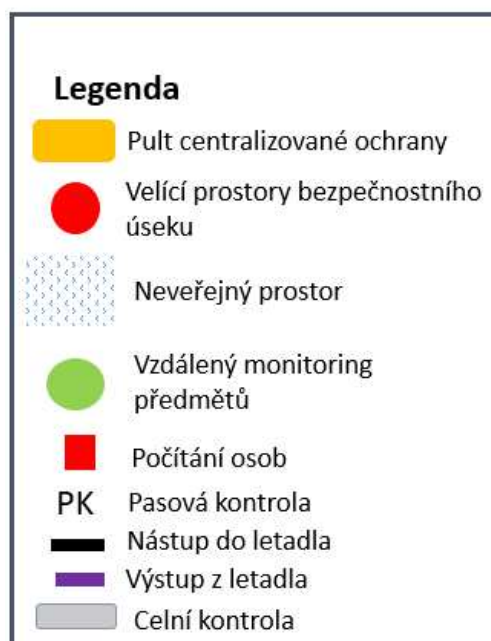 Legenda
Pult centralizované ochrany
Velící prostory bezpečnostního
úseku
Neveřejný prostor
Vzdálený monitoring
předmětů
Počítání osob
PK Pasová kontrola
Nástup do letadla
Výstup z letadla
Celní kontrola